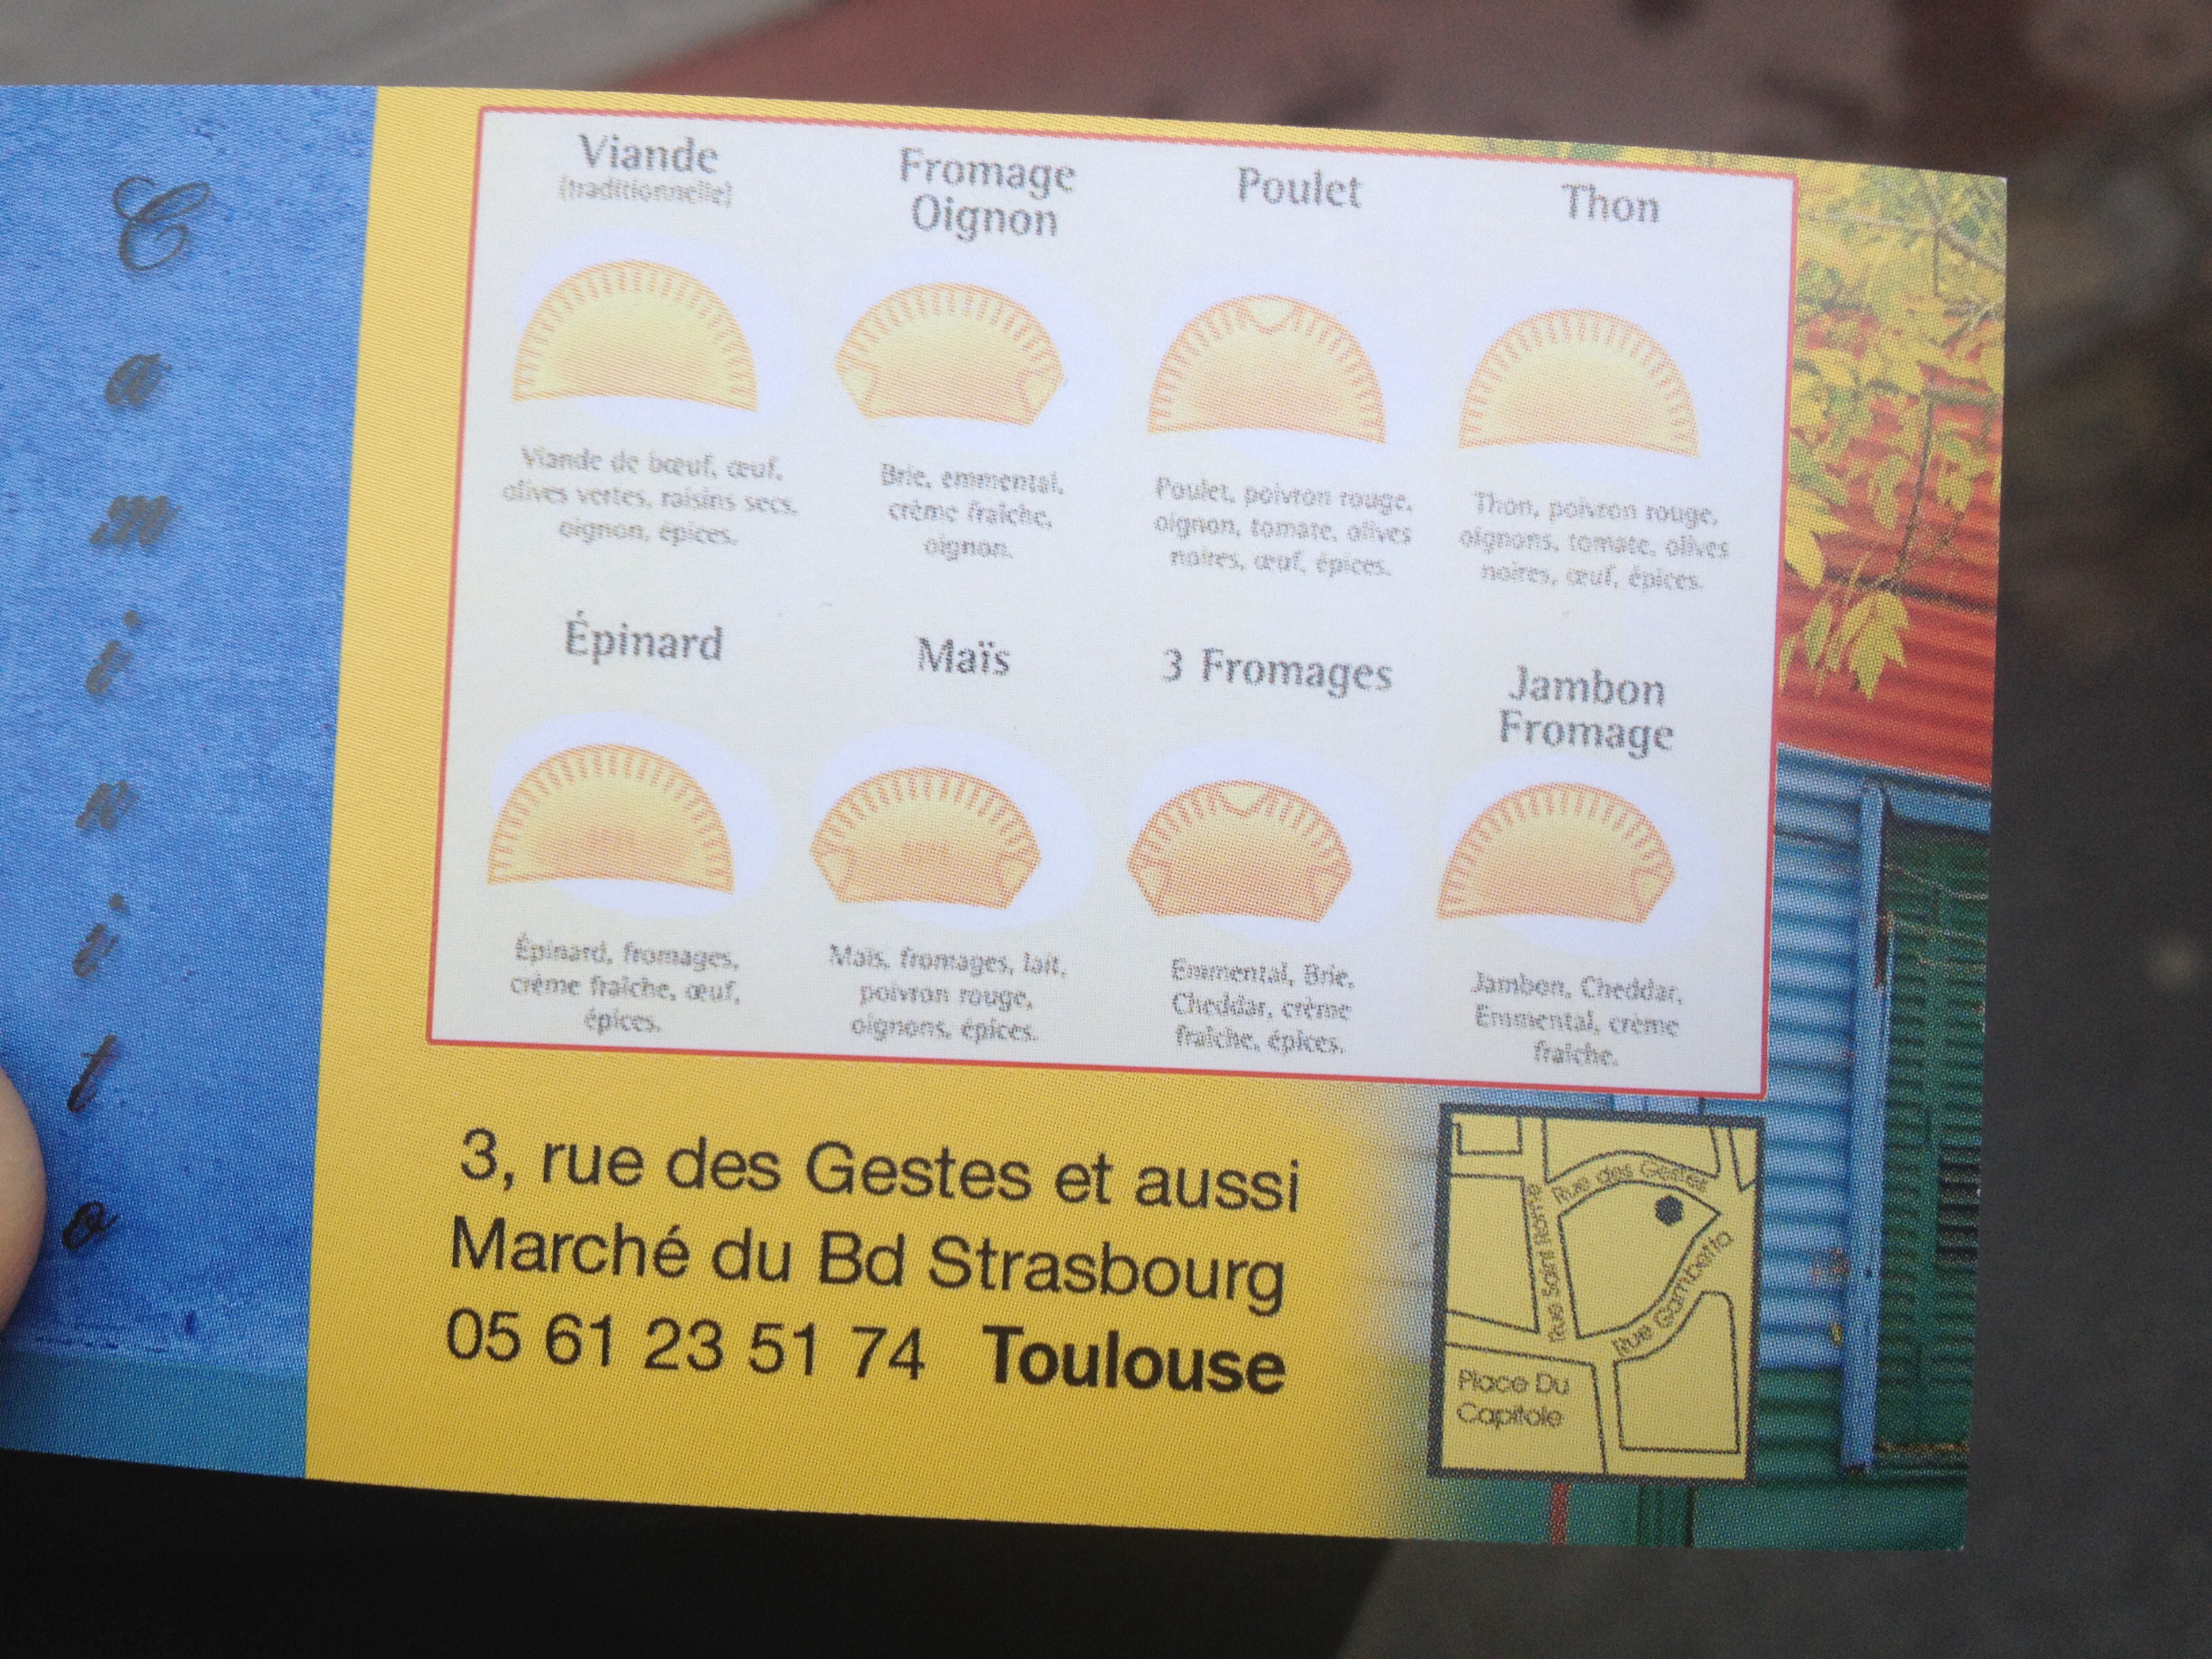 Caminito
Viande
(traditionnelle)
Viande de bœuf, œuf,
olives vertes, raisins secs,
oignon, épices.
Fromage
Oignon
Brie, emmental,
crème fraîche,
oignon.
Poulet
Poulet, poivron rouge,
oignon, tomate, olives
noires, œuf, épices.
Thon
Thon, poivron rouge,
oignons, tomate, olives
noires, œuf, épices.
Épinard
Épinard, fromages,
crème fraîche, œuf,
épices.
Maïs
Maïs, fromages, lait,
poivron rouge,
oignons, épices.
3 Fromages
Emmental, Brie,
Cheddar, crème
fraîche, épices.
Jambon
Fromage
Jambon, Cheddar,
Emmental, crème
fraîche.
3, rue des Gestes et aussi
Marché du Bd Strasbourg
05 61 23 51 74 Toulouse
Rue des Gestes
Rue Saint Rome
Rue Gambetta
Place Du
Capitole